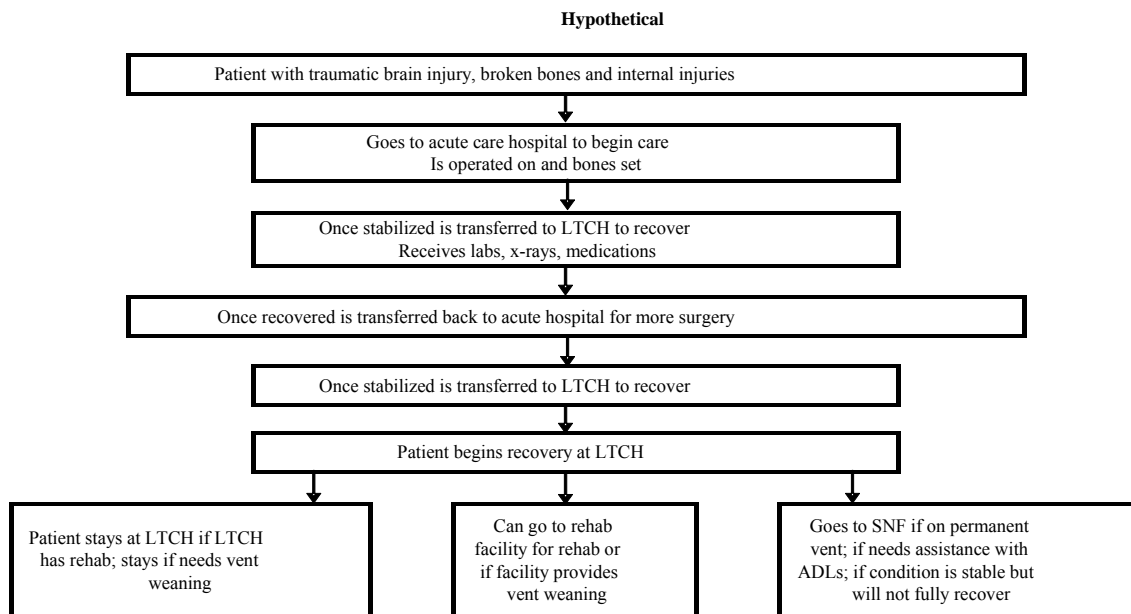 Hypothetical
Patient with traumatic brain injury, broken bones and internal injuries
Goes to acute care hospital to begin care
Is operated on and bones set
Once stabilized is transferred to LTCH to recover
Receives labs, x-rays, medications
Once recovered is transferred back to acute hospital for more surgery
Once stabilized is transferred to LTCH to recover
Patient begins recovery at LTCH
Patient stays at LTCH if LTCH
has rehab; stays if needs vent
weaning
Can go to rehab
facility for rehab or
if facility provides
vent weaning
Goes to SNF if on permanent
vent; if needs assistance with
ADLs; if condition is stable but
will not fully recover